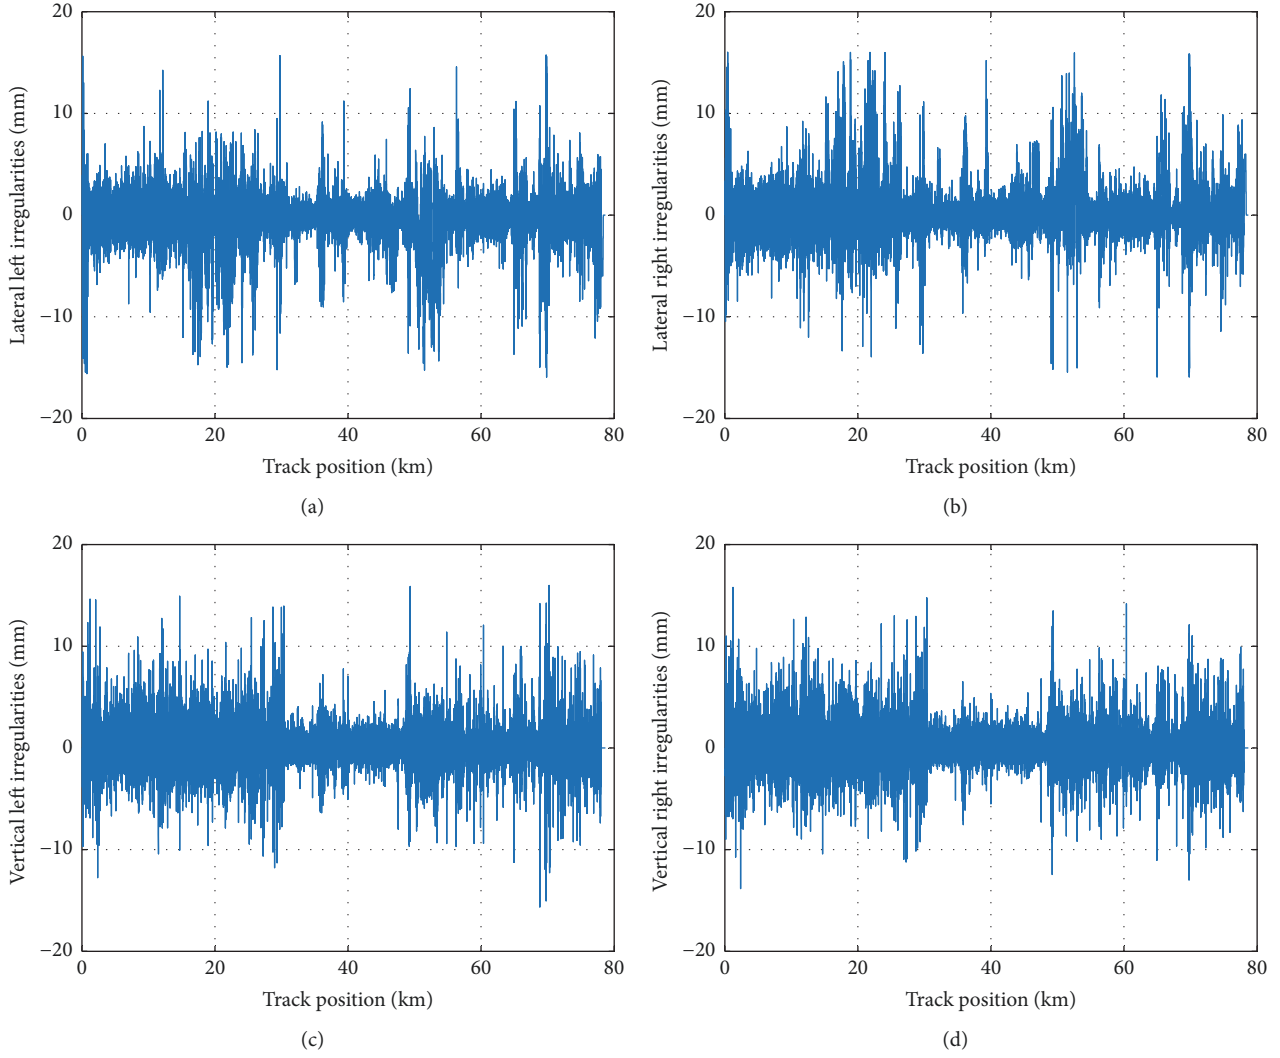 20
10
0
−10
−20
Lateral left irregularities (mm)
0 20 40 60 80
Track position (km)
(a)
20
10
0
−10
−20
Lateral right irregularities (mm)
0 20 40 60 80
Track position (km)
(b)
20
10
0
−10
−20
Vertical left irregularities (mm)
0 20 40 60 80
Track position (km)
(c)
20
10
0
−10
−20
Vertical right irregularities (mm)
0 20 40 60 80
Track position (km)
(d)